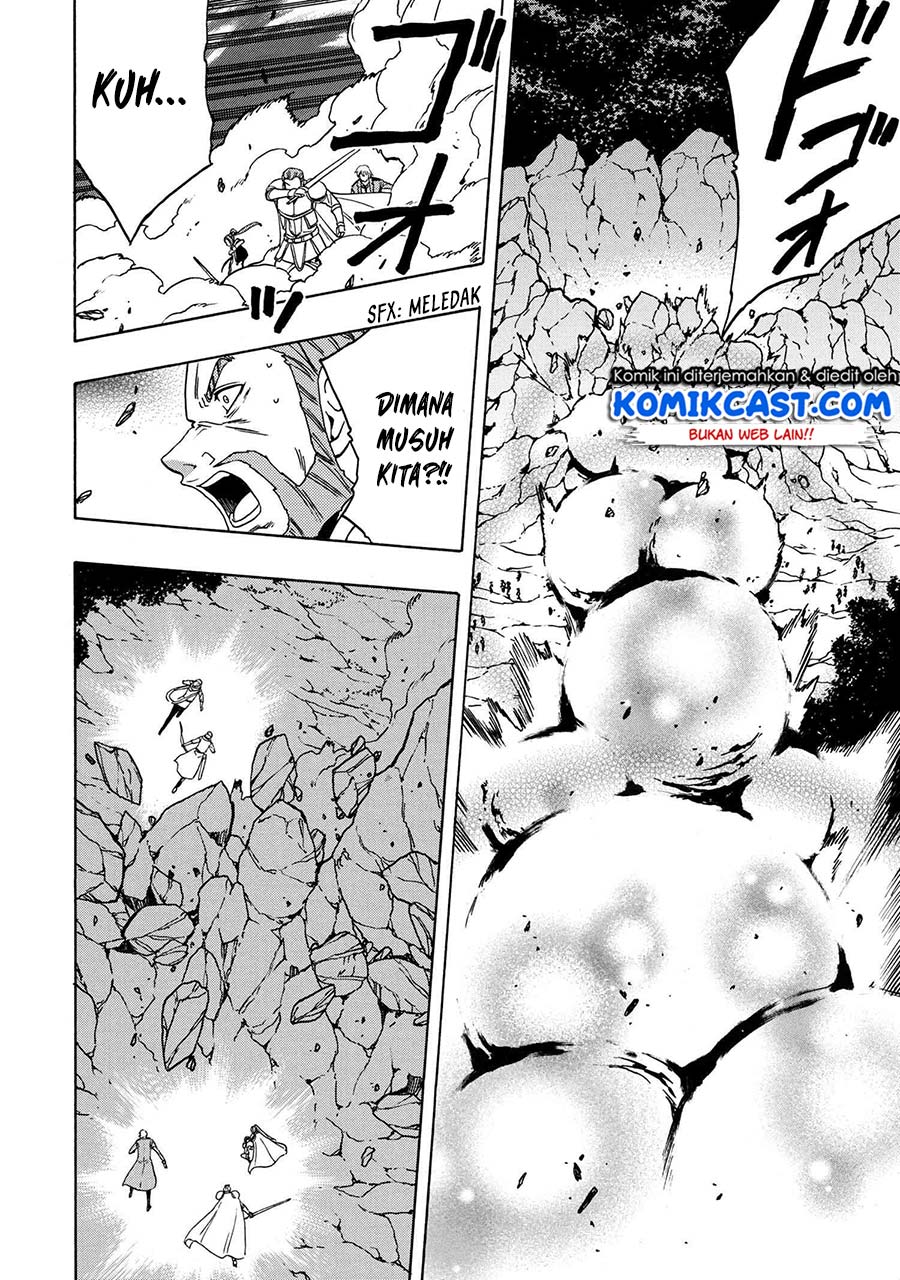 ドゴォ
Komik ini diterjemahkan & diedit oleh
KOMIKCAST.COM
BUKAN WEB LAIN!!
ゴオッ
KUH...
SFX: MELEDAK
DIMANA
MUSUH
KITA?!!